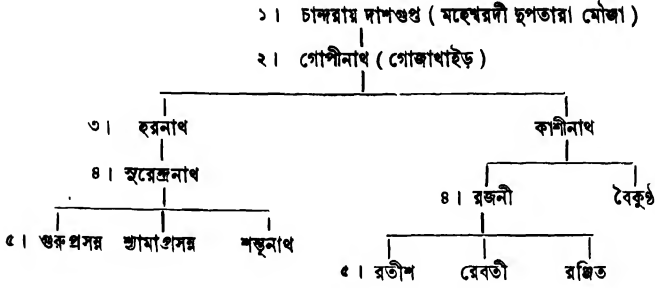 ১। চান্দরায় দাশগুপ্ত ( মহেশ্বরদী দুপতারা মৌজা )
২। গোপীনাথ ( গোজাখাইড় )
৩। হরনাথ কাশীনাথ
৪। সুরেন্দ্রনাথ ৪। রজনী বৈকুণ্ঠ
৫। গুরুপ্রসন্ন শ্যামাপ্রসন্ন শম্ভুনাথ ৫। রতীশ রেবতী রঞ্জিত